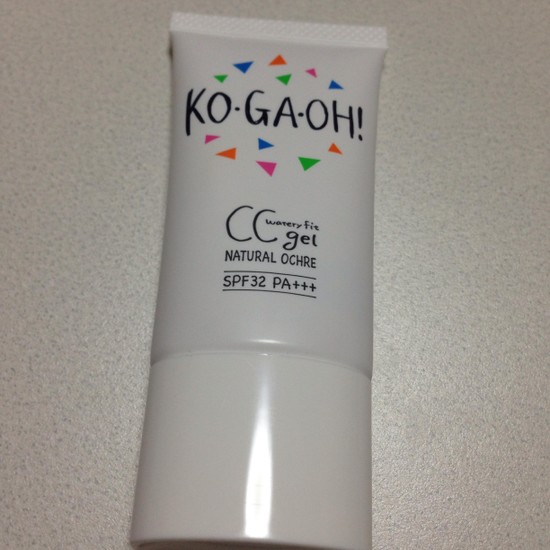 KO·GA·OH!
CC watery fit
gel
NATURAL OCHRE
SPF32 PA+++